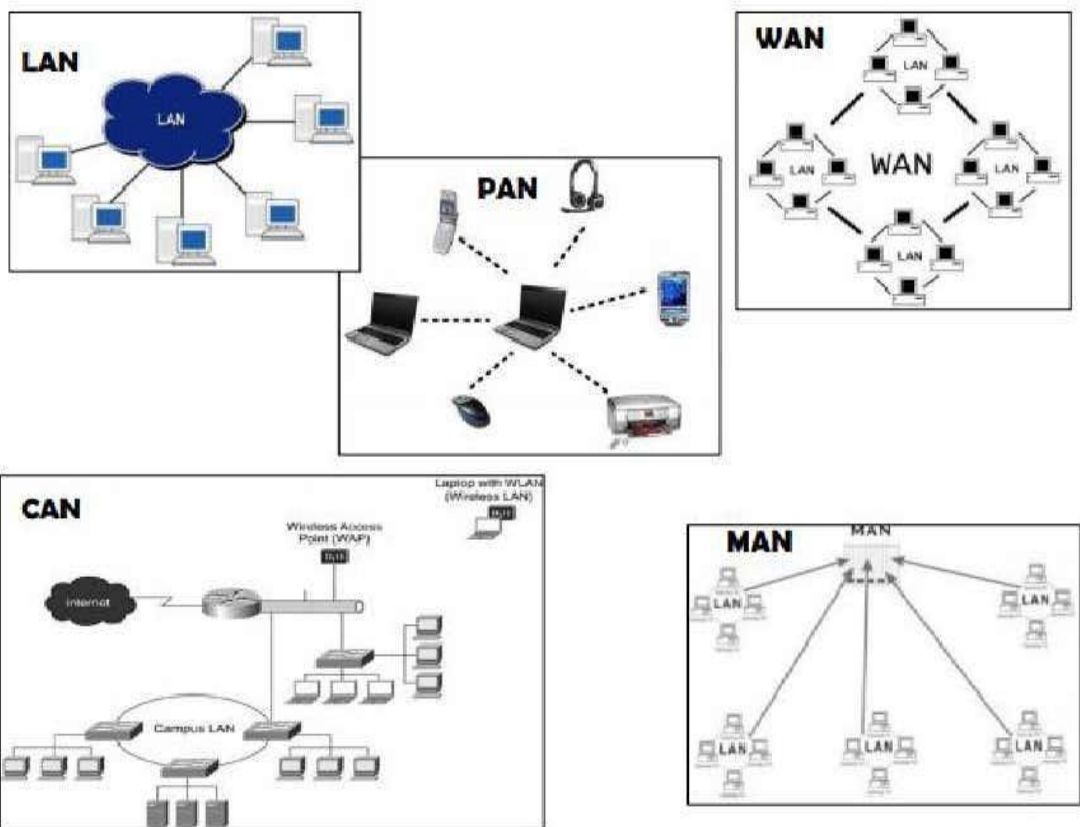 LAN
LAN
PAN
WAN
LAN
LAN
WAN
LAN
LAN
CAN
Laptop with WLAN
(Wireless LAN)
Wireless Access
Point (WAP)
Internet
Campus LAN
MAN
MAN
LAN
LAN
LAN
LAN
LAN